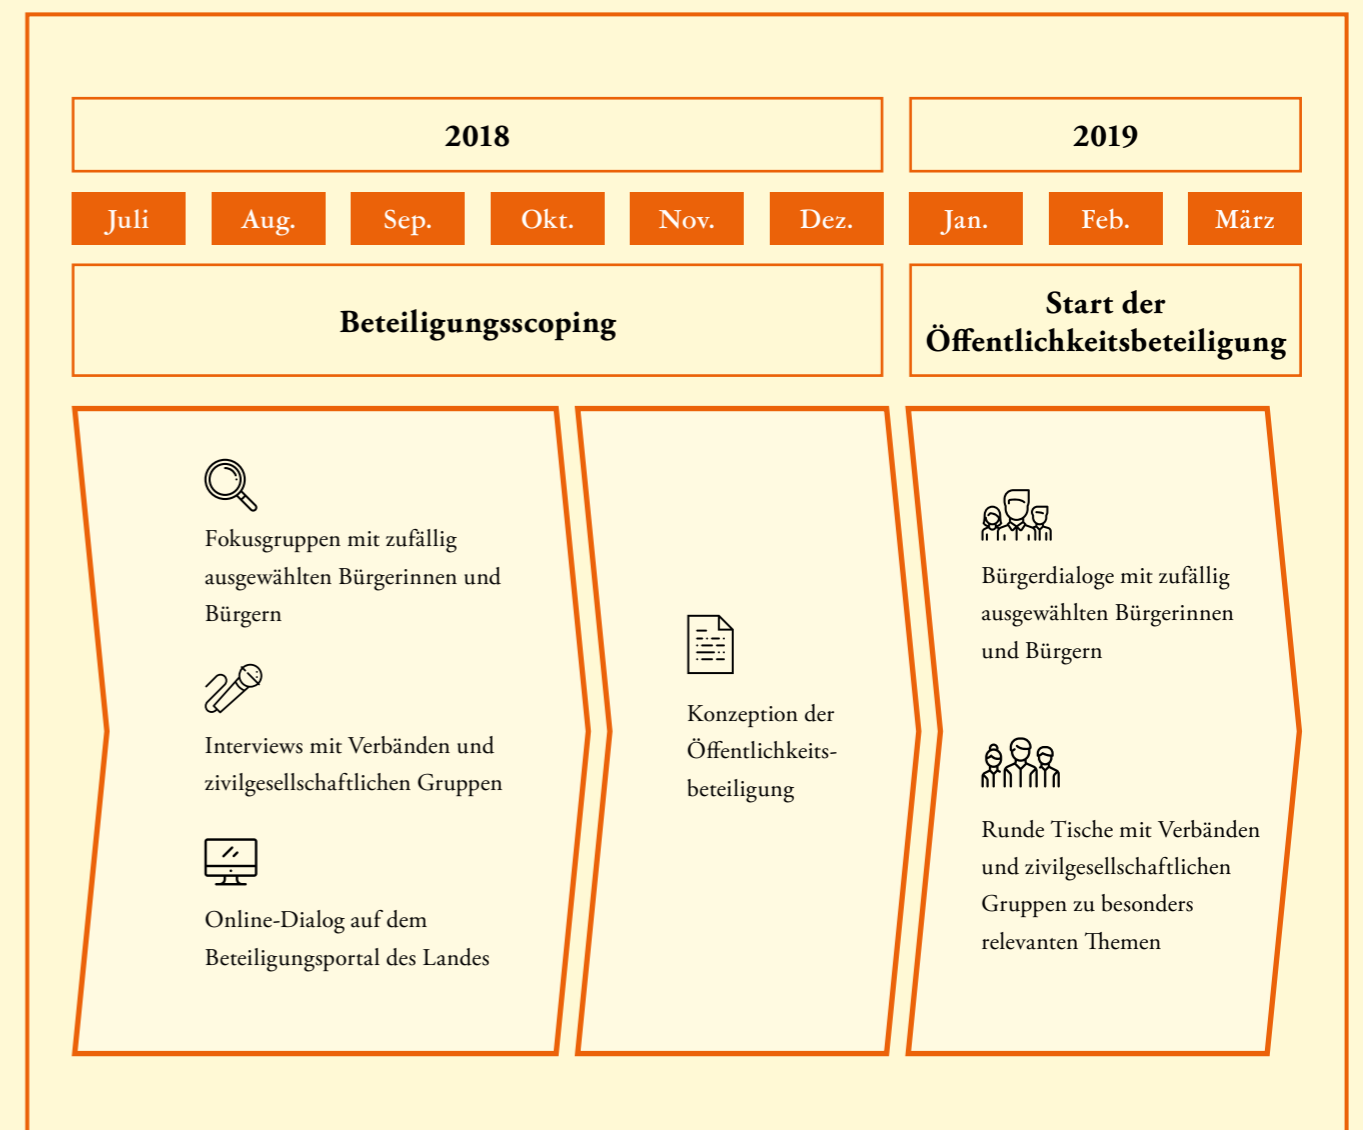 2018
2019
Juli
Aug.
Sep.
Okt.
Nov.
Dez.
Jan.
Feb.
März
Beteiligungsscoping
Start der
Öffentlichkeitsbeteiligung
Fokusgruppen mit zufällig
ausgewählten Bürgerinnen und
Bürgern
Interviews mit Verbänden und
zivilgesellschaftlichen Gruppen
Online-Dialog auf dem
Beteiligungsportal des Landes
Konzeption der
Öffentlichkeits-
beteiligung
Bürgerdialoge mit zufällig
ausgewählten Bürgerinnen
und Bürgern
Runde Tische mit Verbänden
und zivilgesellschaftlichen
Gruppen zu besonders
relevanten Themen